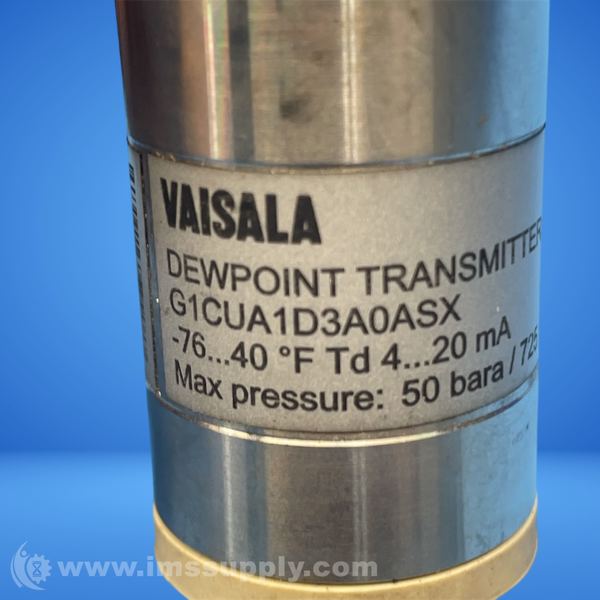 VAISALA
DEWPOINT TRANSMITTER
G1CUA1D3A0ASX
-76...40 °F Td 4...20 mA
Max pressure: 50 bara / 725
www.imssupply.com